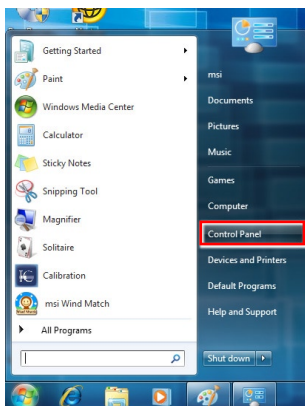 Getting Started
Paint
Windows Media Center
Calculator
Sticky Notes
Snipping Tool
Magnifier
Solitaire
Calibration
msi Wind Match
All Programs
msi
Documents
Pictures
Music
Games
Computer
Control Panel
Devices and Printers
Default Programs
Help and Support
Shut down